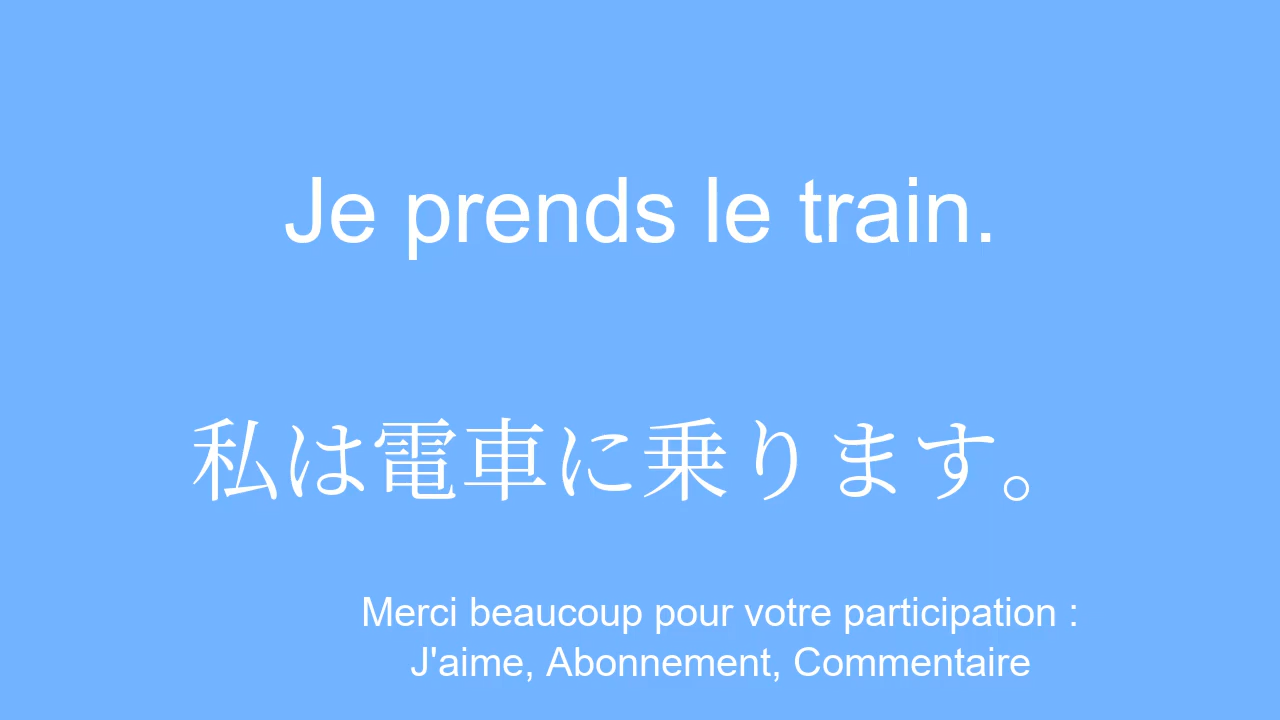 Je prends le train.
私は電車に乗ります。
Merci beaucoup pour votre participation :
J'aime, Abonnement, Commentaire